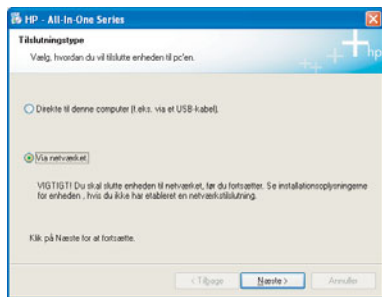 HP - All-In-One Series
Tilslutningstype
Vælg, hvordan du vil tilslutte enheden til pc'en.
hp
Direkte til denne computer (f.eks. via et USB-kabel).
Via netværket
VIGTIGT! Du skal slutte enheden til netværket, før du fortsætter. Se installationsoplysningerne
for enheden , hvis du ikke har etableret en netværkstilslutning.
Klik på Næste for at fortsætte.
< Tilbage Næste > Annuller